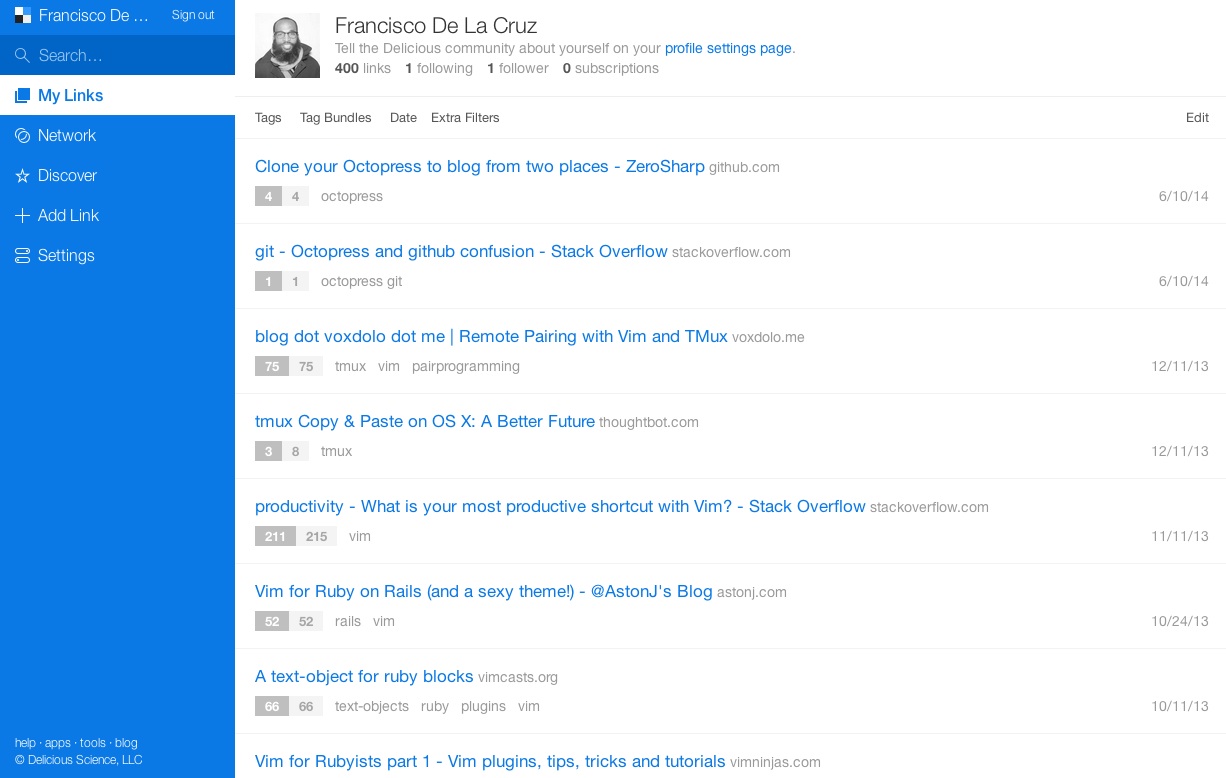 Francisco De … Sign out
Search…
My Links
Network
Discover
Add Link
Settings
help · apps · tools · blog
© Delicious Science, LLC
Francisco De La Cruz
Tell the Delicious community about yourself on your profile settings page.
400 links 1 following 1 follower 0 subscriptions
Tags Tag Bundles Date Extra Filters Edit
Clone your Octopress to blog from two places - ZeroSharp github.com
4 4 octopress 6/10/14
git - Octopress and github confusion - Stack Overflow stackoverflow.com
1 1 octopress git 6/10/14
blog dot voxdolo dot me | Remote Pairing with Vim and TMux voxdolo.me
75 75 tmux vim pairprogramming 12/11/13
tmux Copy & Paste on OS X: A Better Future thoughtbot.com
3 8 tmux 12/11/13
productivity - What is your most productive shortcut with Vim? - Stack Overflow stackoverflow.com
211 215 vim 11/11/13
Vim for Ruby on Rails (and a sexy theme!) - @AstonJ's Blog astonj.com
52 52 rails vim 10/24/13
A text-object for ruby blocks vimcasts.org
66 66 text-objects ruby plugins vim 10/11/13
Vim for Rubyists part 1 - Vim plugins, tips, tricks and tutorials vimninjas.com